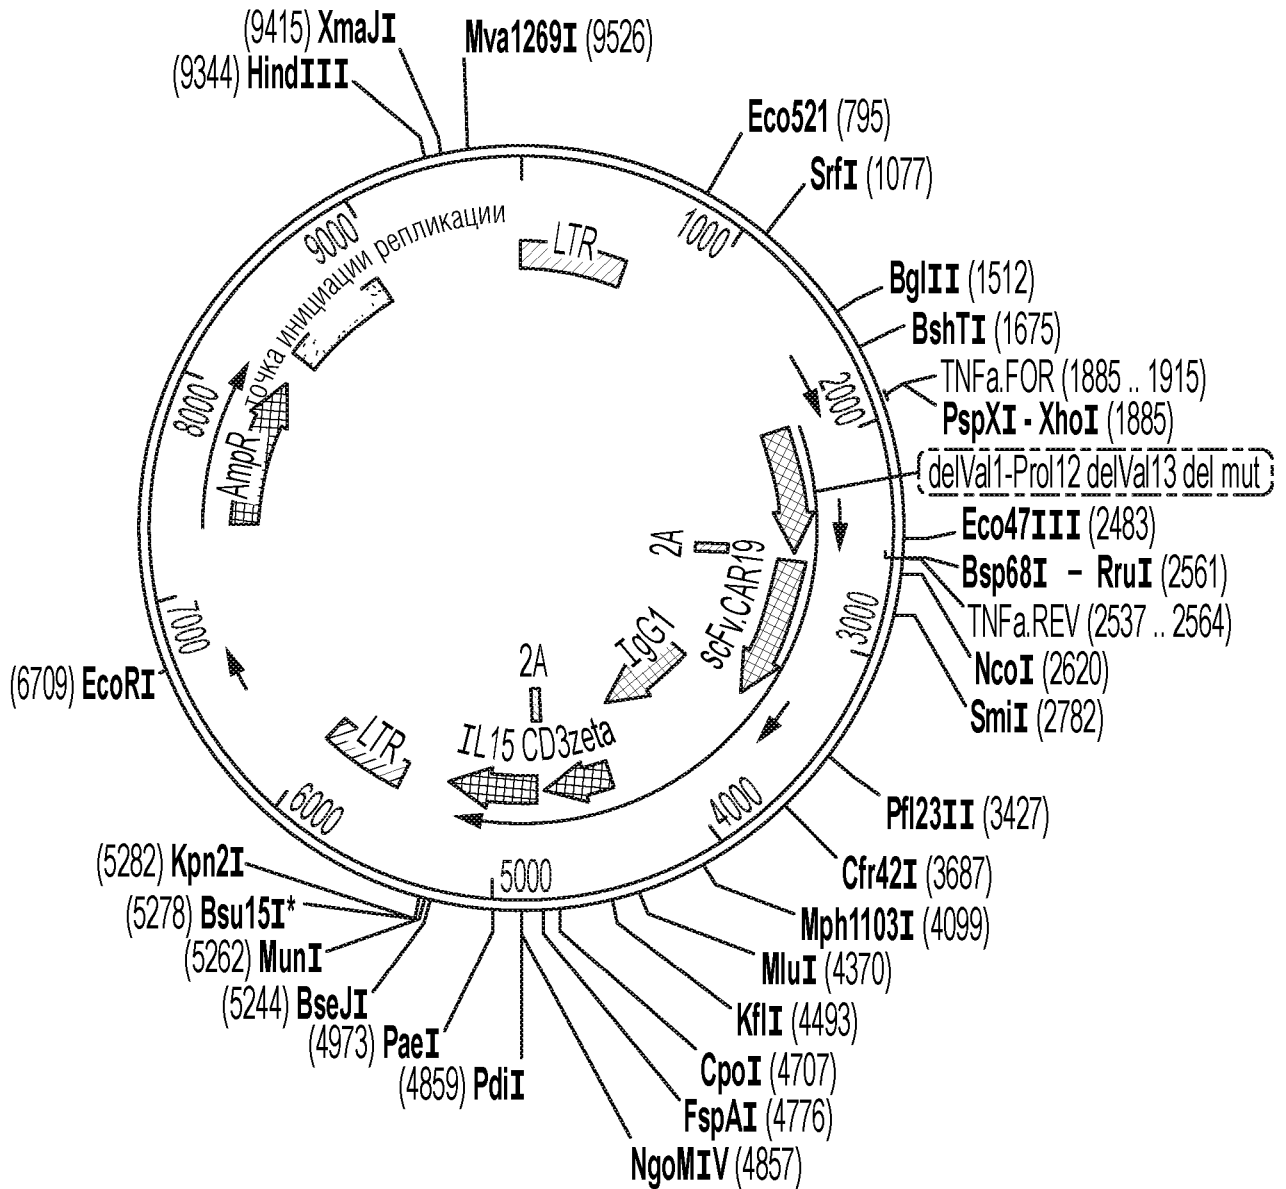 (9415) XmaJI
Mva1269I (9526)
(9344) HindIII
Eco521 (795)
SrfI (1077)
точка инициации репликации
LTR
1000
9000
BglII (1512)
BshTI (1675)
TNFa.FOR (1885 .. 1915)
PspXI - XhoI (1885)
2000
8000
AmpR
delVal1-Prol12 delVal13 del mut
Eco47III (2483)
2A
Bsp68I – RruI (2561)
scFv.CAR19
TNFa.REV (2537 .. 2564)
3000
7000
IgG1
NcoI (2620)
2A
(6709) EcoRI
SmiI (2782)
LTR
IL15 CD3zeta
6000
4000
Pfl23II (3427)
5000
(5282) Kpn2I
Cfr42I (3687)
(5278) Bsu15I*
Mph1103I (4099)
(5262) MunI
MluI (4370)
(5244) BseJI
KflI (4493)
(4973) PaeI
CpoI (4707)
(4859) PdiI
FspAI (4776)
NgoMIV (4857)